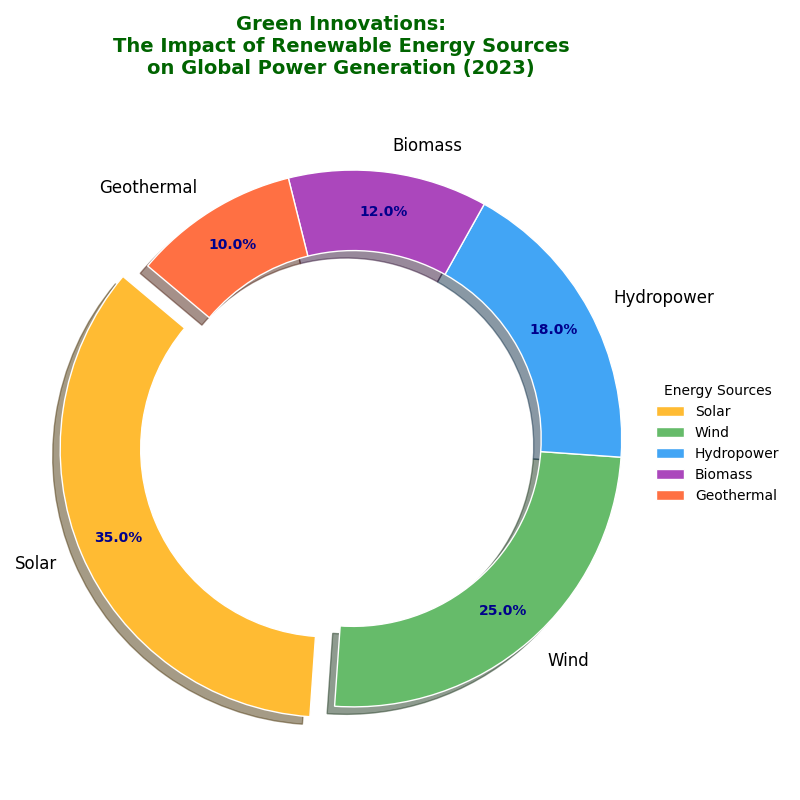 Green Innovations:
The Impact of Renewable Energy Sources
on Global Power Generation (2023)
Biomass
Geothermal
12.0%
10.0%
Hydropower
18.0%
Energy Sources
Solar
Wind
Hydropower
Biomass
Geothermal
35.0%
Solar
25.0%
Wind